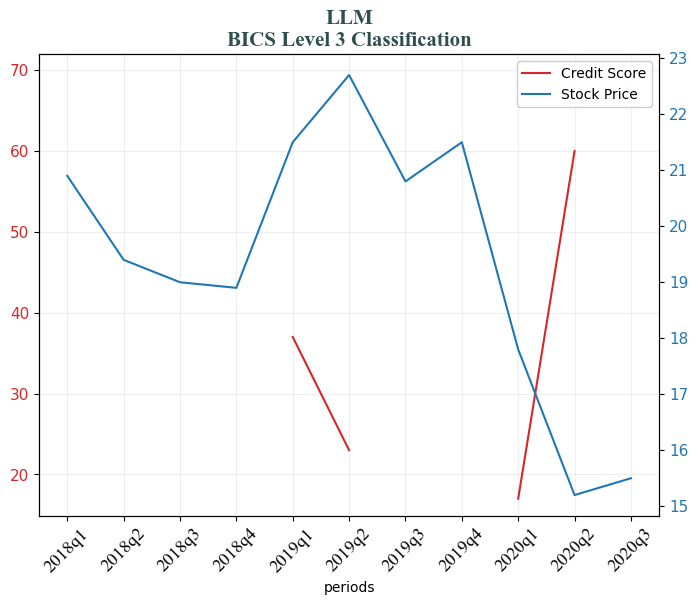 LLM
BICS Level 3 Classification
Credit Score
Stock Price
70
60
50
40
30
20
23
22
21
20
19
18
17
16
15
2018q1
2018q2
2018q3
2018q4
2019q1
2019q2
2019q3
2019q4
2020q1
2020q2
2020q3
periods